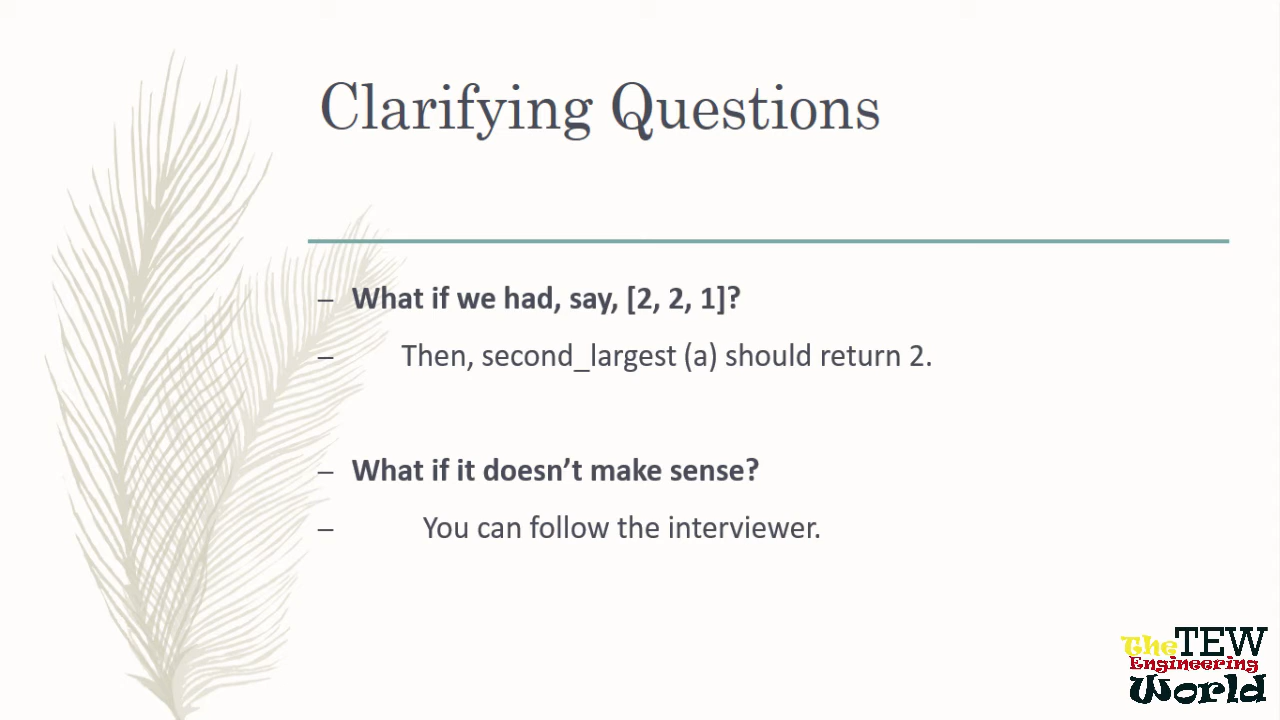 Clarifying Questions
– What if we had, say, [2, 2, 1]?
– Then, second_largest (a) should return 2.
– What if it doesn’t make sense?
– You can follow the interviewer.
The TEW
Engineering
World